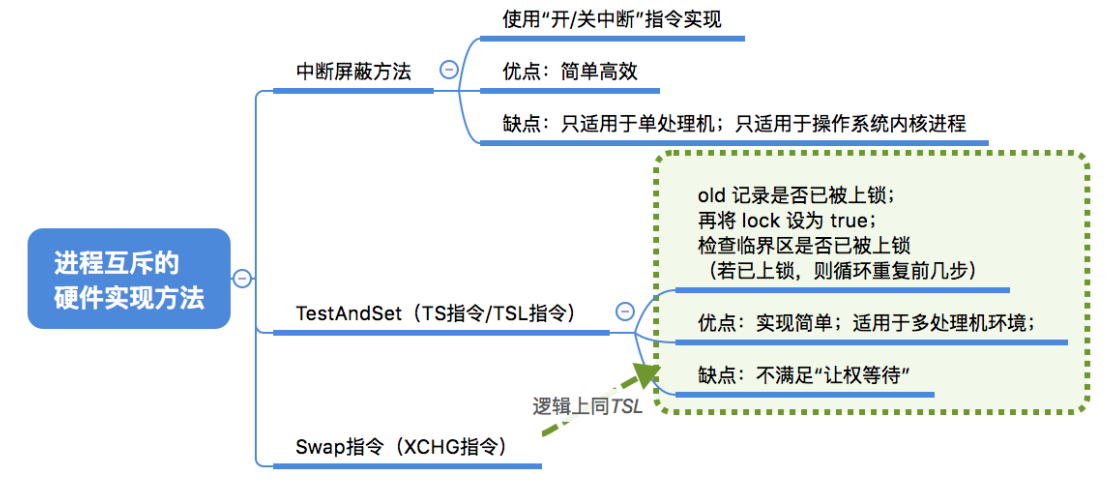 进程互斥的
硬件实现方法
中断屏蔽方法
使用“开/关中断”指令实现
优点：简单高效
缺点：只适用于单处理机；只适用于操作系统内核进程
TestAndSet（TS指令/TSL指令）
old 记录是否已被上锁；
再将 lock 设为 true；
检查临界区是否已被上锁
（若已上锁，则循环重复前几步）
优点：实现简单；适用于多处理机环境；
缺点：不满足“让权等待”
逻辑上同TSL
Swap指令（XCHG指令）